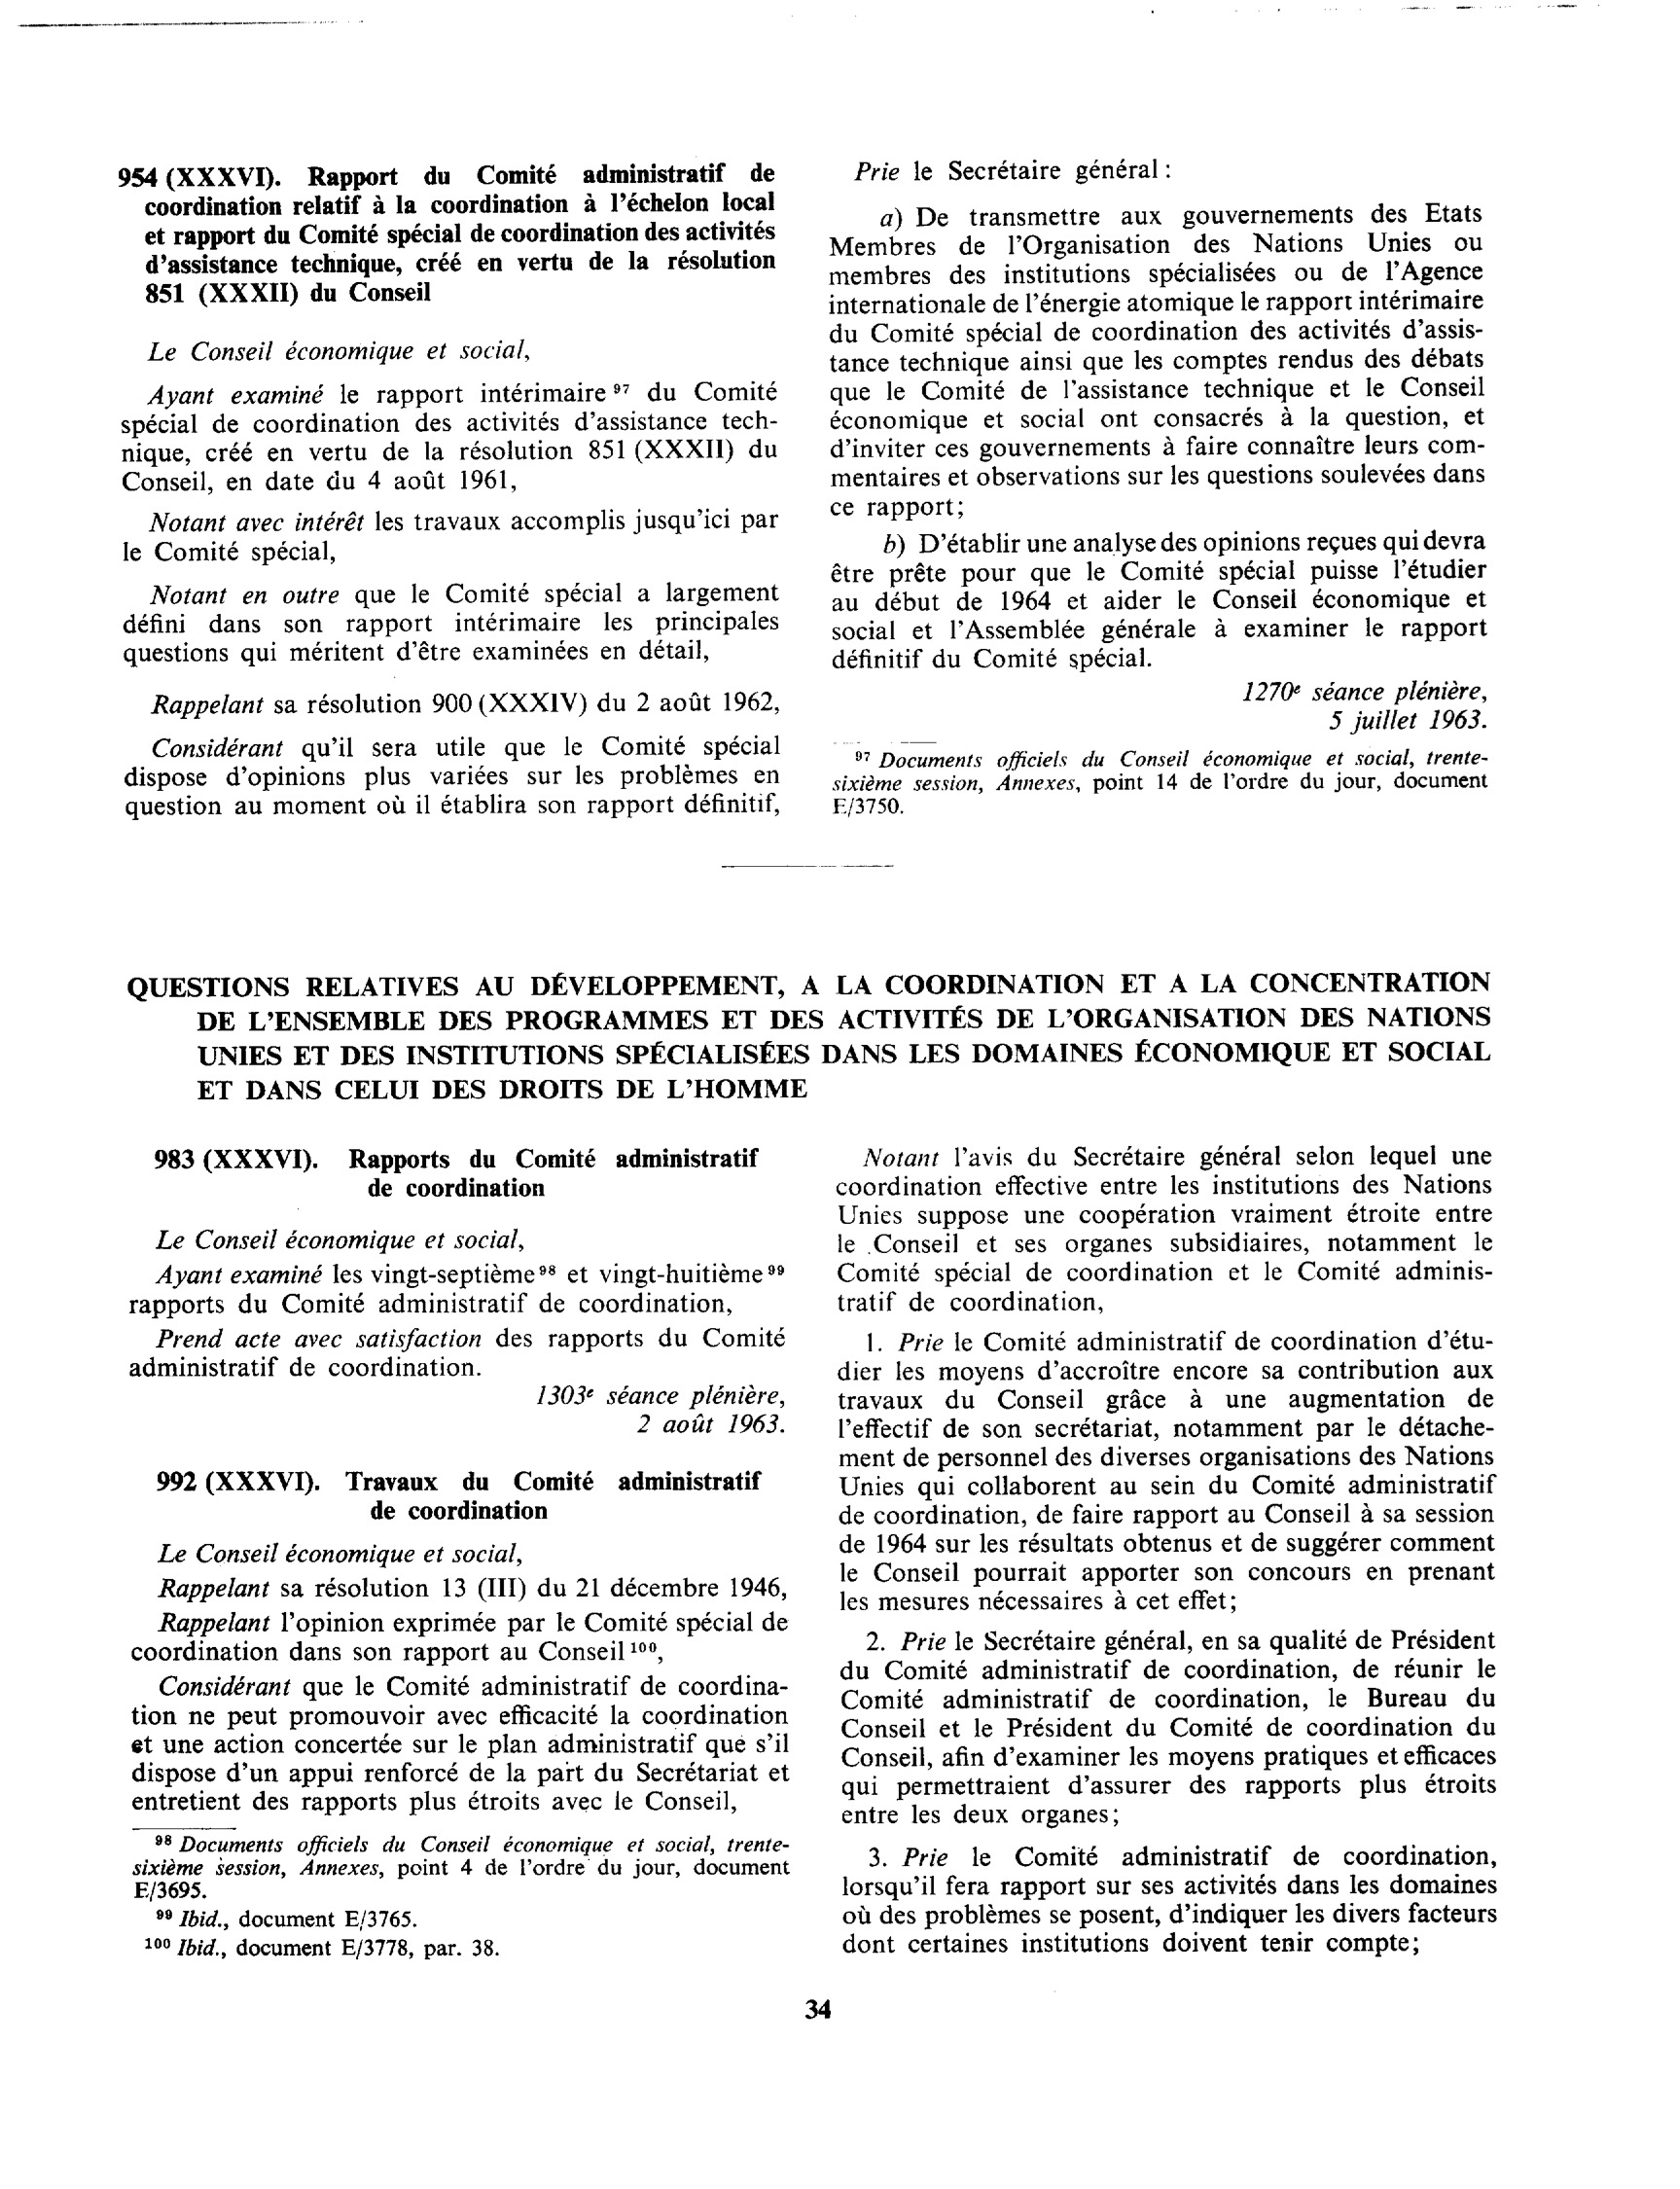 954 (XXXVI). Rapport du Comité administratif de
coordination relatif à la coordination à l'échelon local
et rapport du Comité spécial de coordination des activités
d'assistance technique, créé en vertu de la résolution
851 (XXXII) du Conseil
Le Conseil économique et social,
Ayant examiné le rapport intérimaire ⁹⁷ du Comité
spécial de coordination des activités d'assistance tech-
nique, créé en vertu de la résolution 851 (XXXII) du
Conseil, en date du 4 août 1961,
Notant avec intérêt les travaux accomplis jusqu'ici par
le Comité spécial,
Notant en outre que le Comité spécial a largement
défini dans son rapport intérimaire les principales
questions qui méritent d'être examinées en détail,
Rappelant sa résolution 900 (XXXIV) du 2 août 1962,
Considérant qu'il sera utile que le Comité spécial
dispose d'opinions plus variées sur les problèmes en
question au moment où il établira son rapport définitif,
Prie le Secrétaire général :
a) De transmettre aux gouvernements des Etats
Membres de l'Organisation des Nations Unies ou
membres des institutions spécialisées ou de l'Agence
internationale de l'énergie atomique le rapport intérimaire
du Comité spécial de coordination des activités d'assis-
tance technique ainsi que les comptes rendus des débats
que le Comité de l'assistance technique et le Conseil
économique et social ont consacrés à la question, et
d'inviter ces gouvernements à faire connaître leurs com-
mentaires et observations sur les questions soulevées dans
ce rapport;
b) D'établir une analyse des opinions reçues qui devra
être prête pour que le Comité spécial puisse l'étudier
au début de 1964 et aider le Conseil économique et
social et l'Assemblée générale à examiner le rapport
définitif du Comité spécial.
1270ᵉ séance plénière,
5 juillet 1963.
⁹⁷ Documents officiels du Conseil économique et social, trente-
sixième session, Annexes, point 14 de l'ordre du jour, document
E/3750.
QUESTIONS RELATIVES AU DÉVELOPPEMENT, A LA COORDINATION ET A LA CONCENTRATION
DE L'ENSEMBLE DES PROGRAMMES ET DES ACTIVITÉS DE L'ORGANISATION DES NATIONS
UNIES ET DES INSTITUTIONS SPÉCIALISÉES DANS LES DOMAINES ÉCONOMIQUE ET SOCIAL
ET DANS CELUI DES DROITS DE L'HOMME
983 (XXXVI). Rapports du Comité administratif
de coordination
Le Conseil économique et social,
Ayant examiné les vingt-septième ⁹⁸ et vingt-huitième ⁹⁹
rapports du Comité administratif de coordination,
Prend acte avec satisfaction des rapports du Comité
administratif de coordination.
1303ᵉ séance plénière,
2 août 1963.
992 (XXXVI). Travaux du Comité administratif
de coordination
Le Conseil économique et social,
Rappelant sa résolution 13 (III) du 21 décembre 1946,
Rappelant l'opinion exprimée par le Comité spécial de
coordination dans son rapport au Conseil ¹⁰⁰,
Considérant que le Comité administratif de coordina-
tion ne peut promouvoir avec efficacité la coordination
et une action concertée sur le plan administratif que s'il
dispose d'un appui renforcé de la part du Secrétariat et
entretient des rapports plus étroits avec le Conseil,
⁹⁸ Documents officiels du Conseil économique et social, trente-
sixième session, Annexes, point 4 de l'ordre du jour, document
E/3695.
⁹⁹ Ibid., document E/3765.
¹⁰⁰ Ibid., document E/3778, par. 38.
Notant l'avis du Secrétaire général selon lequel une
coordination effective entre les institutions des Nations
Unies suppose une coopération vraiment étroite entre
le Conseil et ses organes subsidiaires, notamment le
Comité spécial de coordination et le Comité adminis-
tratif de coordination,
1. Prie le Comité administratif de coordination d'étu-
dier les moyens d'accroître encore sa contribution aux
travaux du Conseil grâce à une augmentation de
l'effectif de son secrétariat, notamment par le détache-
ment de personnel des diverses organisations des Nations
Unies qui collaborent au sein du Comité administratif
de coordination, de faire rapport au Conseil à sa session
de 1964 sur les résultats obtenus et de suggérer comment
le Conseil pourrait apporter son concours en prenant
les mesures nécessaires à cet effet;
2. Prie le Secrétaire général, en sa qualité de Président
du Comité administratif de coordination, de réunir le
Comité administratif de coordination, le Bureau du
Conseil et le Président du Comité de coordination du
Conseil, afin d'examiner les moyens pratiques et efficaces
qui permettraient d'assurer des rapports plus étroits
entre les deux organes;
3. Prie le Comité administratif de coordination,
lorsqu'il fera rapport sur ses activités dans les domaines
où des problèmes se posent, d'indiquer les divers facteurs
dont certaines institutions doivent tenir compte;
34